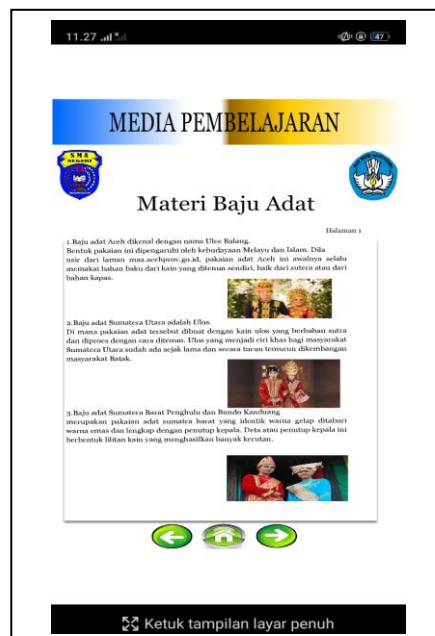 11.27
47
MEDIA PEMBELAJARAN
SMA
NEGERI
Materi Baju Adat
Halaman 1
1.Baju adat Aceh dikenal dengan nama Ulee Balang.
Bentuk pakaian ini dipengaruhi oleh kebudayaan Melayu dan Islam. Dila
nsir dari laman maa.acehprov.go.id, pakaian adat Aceh ini awalnya selalu
memakai bahan baku dari kain yang ditenun sendiri, baik dari sutera atau dari
bahan kapas.
2.Baju adat Sumatera Utara adalah Ulos.
Di mana pakaian adat tersebut dibuat dengan kain ulos yang berbahan sutra
dan diproses dengan cara ditenun. Ulos yang menjadi ciri khas bagi masyarakat
Sumatera Utara sudah ada sejak lama dan secara turun temurun dikembangan
masyarakat Batak.
3.Baju adat Sumatera Barat Penghulu dan Bundo Kanduang
merupakan pakaian adat sumatra barat yang identik warna gelap ditaburi
warna emas dan lengkap dengan penutup kepala. Deta atau penutup kepala ini
berbentuk lilitan kain yang menghasilkan banyak kerutan.
Ketuk tampilan layar penuh